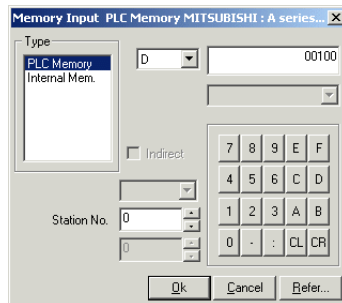 Memory Input PLC Memory MITSUBISHI : A series... X
Type
PLC Memory
Internal Mem.
D
00100
Indirect
7 8 9 E F
4 5 6 C D
Station No. 0
1 2 3 A B
0
0 - : CL CR
Ok Cancel Refer...